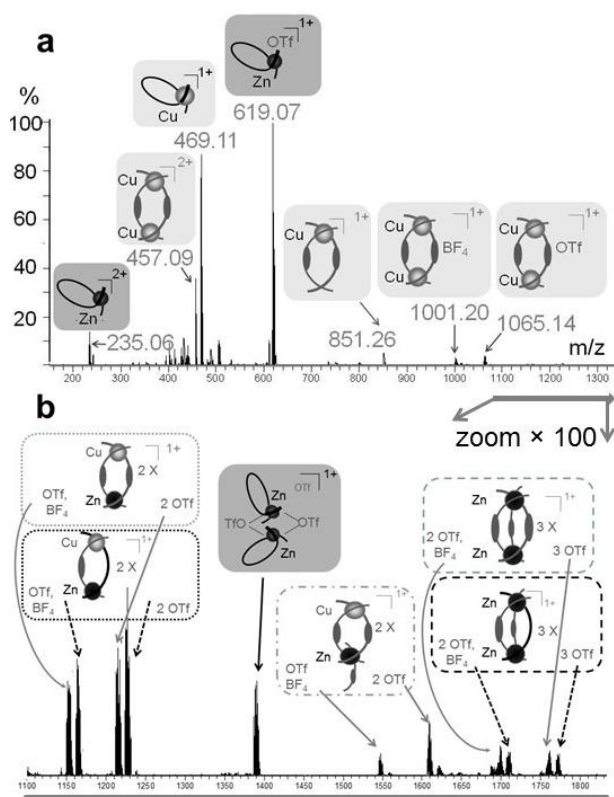 a
%
100
80
60
40
20
Zn
2+
235.06
Cu
Cu
2+
457.09
Cu
1+
469.11
OTf
Zn
1+
619.07
Cu
1+
851.26
Cu
Cu
BF4
1+
1001.20
Cu
Cu
OTf
1+
1065.14
m/z
200 300 400 500 600 700 800 900 1000 1100 1300
zoom × 100
b
Cu
Zn
2 X
1+
OTf,
BF4
2 OTf
Cu
Zn
2 X
1+
OTf,
BF4
2 OTf
1+
OTf
Zn
TfO
OTf
Zn
Cu
Zn
2 X
1+
OTf
BF4
2 OTf
Zn
Zn
3 X
1+
2 OTf,
BF4
3 OTf
Zn
Zn
3 X
1+
2 OTf,
BF4
3 OTf
1100 1150 1200 1250 1300 1350 1400 1450 1500 1550 1600 1650 1700 1750 1800